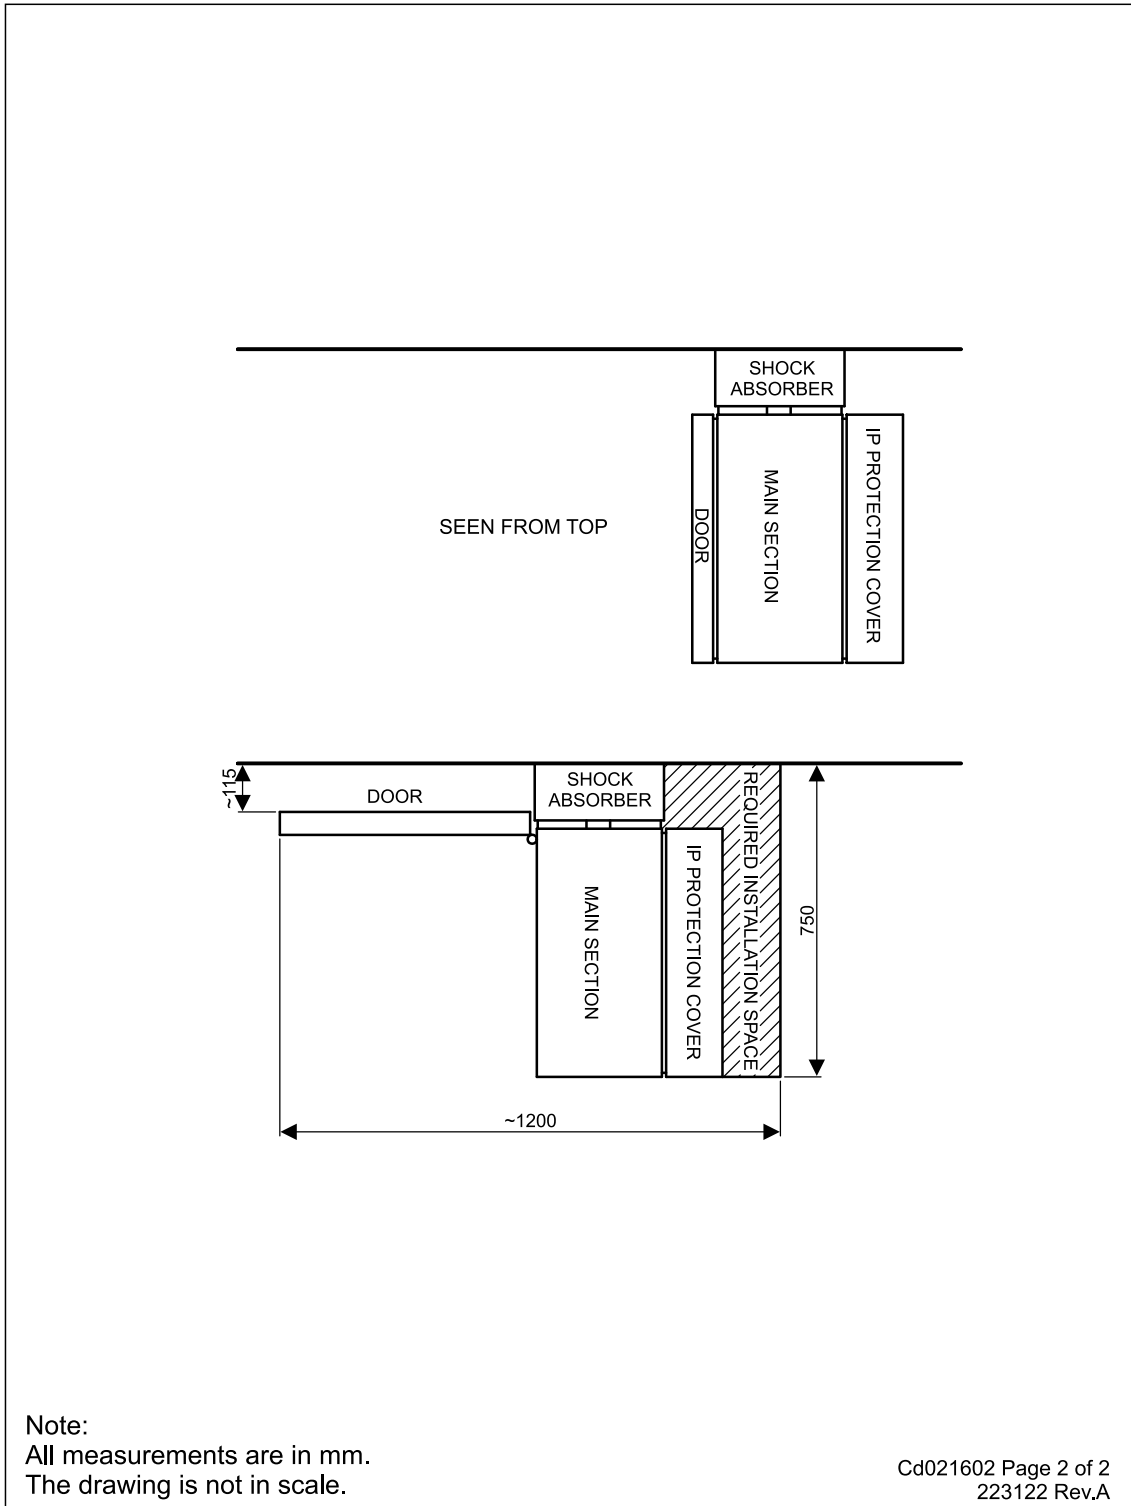 SHOCK
ABSORBER
SEEN FROM TOP
DOOR
MAIN SECTION
IP PROTECTION COVER
~115
DOOR
SHOCK
ABSORBER
MAIN SECTION
IP PROTECTION COVER
REQUIRED INSTALLATION SPACE
750
~1200
Note:
All measurements are in mm.
The drawing is not in scale.
Cd021602 Page 2 of 2
223122 Rev.A